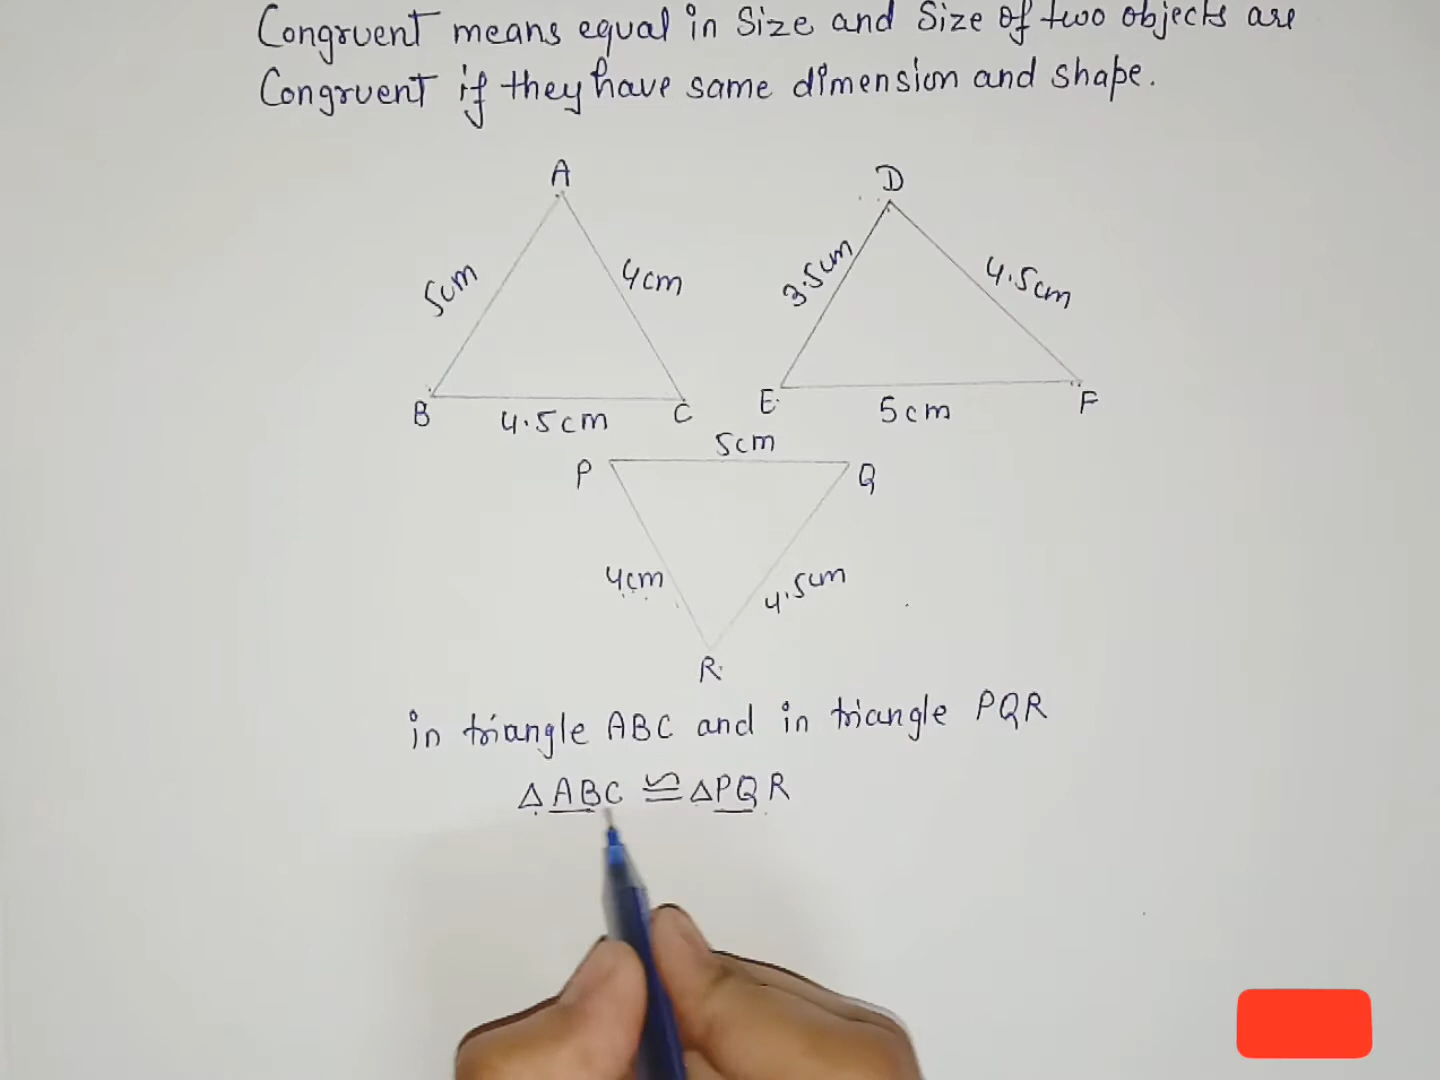 Congruent means equal in Size and Size Of two objects are
Congruent if they have same dimension and shape.
A
D
5cm
4cm
3.5cm
4.5cm
B
4.5cm
C
E
5cm
F
5cm
P
Q
4cm
4.5cm
R
in triangle ABC and in triangle PQR
△ABC ≌ △PQR